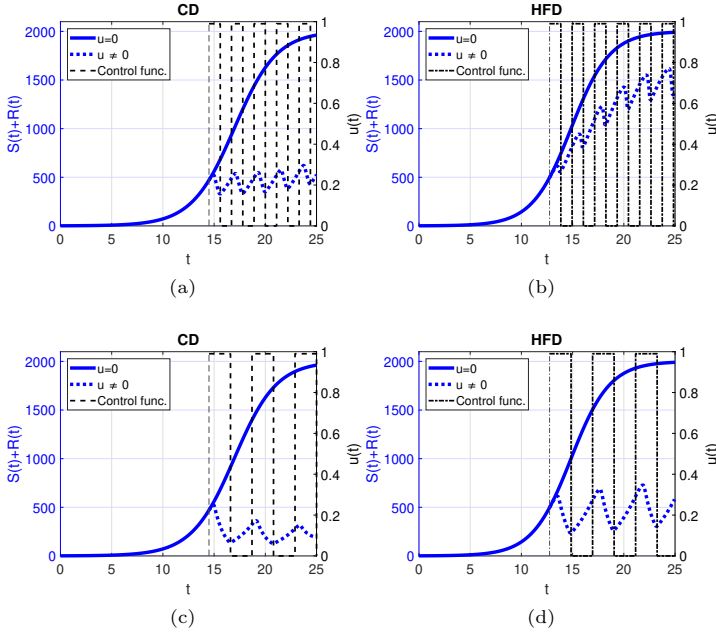 CD
u=0
u ≠ 0
Control func.
S(t)+R(t)
2000
1500
1000
500
0
1
0.8
0.6
0.4
0.2
0
u(t)
0 5 10 15 20 25
t
(a)
HFD
u=0
u ≠ 0
Control func.
S(t)+R(t)
2000
1500
1000
500
0
1
0.8
0.6
0.4
0.2
0
u(t)
0 5 10 15 20 25
t
(b)
CD
u=0
u ≠ 0
Control func.
S(t)+R(t)
2000
1500
1000
500
0
1
0.8
0.6
0.4
0.2
0
u(t)
0 5 10 15 20 25
t
(c)
HFD
u=0
u ≠ 0
Control func.
S(t)+R(t)
2000
1500
1000
500
0
1
0.8
0.6
0.4
0.2
0
u(t)
0 5 10 15 20 25
t
(d)